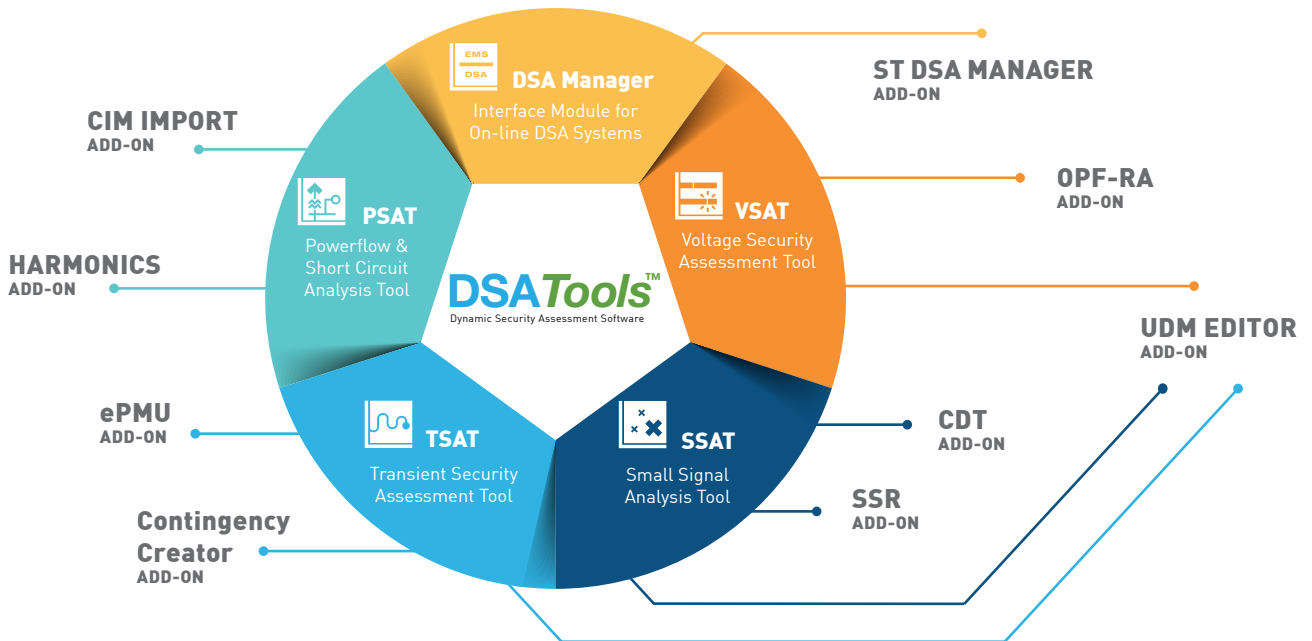 EMS
DSA
DSA Manager
Interface Module for
On-line DSA Systems
ST DSA MANAGER
ADD-ON
CIM IMPORT
ADD-ON
OPF-RA
ADD-ON
PSAT
Powerflow &
Short Circuit
Analysis Tool
VSAT
Voltage Security
Assessment Tool
HARMONICS
ADD-ON
DSATools™
Dynamic Security Assessment Software
UDM EDITOR
ADD-ON
ePMU
ADD-ON
TSAT
Transient Security
Assessment Tool
SSAT
Small Signal
Analysis Tool
CDT
ADD-ON
SSR
ADD-ON
Contingency
Creator
ADD-ON